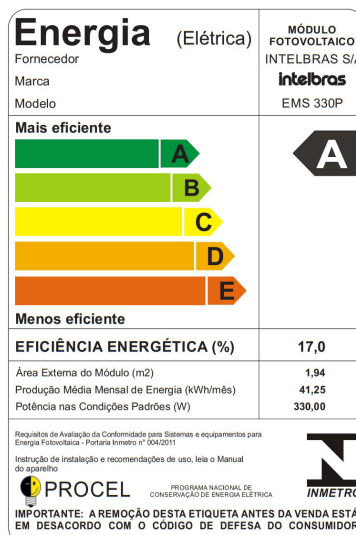 Energia (Elétrica) MÓDULO FOTOVOLTAICO
Fornecedor INTELBRAS S/A
Marca intelbras
Modelo EMS 330P
Mais eficiente
A A
B
C
D
E
Menos eficiente
EFICIÊNCIA ENERGÉTICA (%) 17,0
Área Externa do Módulo (m2) 1,94
Produção Média Mensal de Energia (kWh/mês) 41,25
Potência nas Condições Padrões (W) 330,00
Requisitos de Avaliação da Conformidade para Sistemas e equipamentos para
Energia Fotovoltaica - Portaria Inmetro n° 004/2011
Instrução de instalação e recomendações de uso, leia o Manual
do aparelho
PROCEL PROGRAMA NACIONAL DE
CONSERVAÇÃO DE ENERGIA ELÉTRICA
INMETRO
IMPORTANTE: A REMOÇÃO DESTA ETIQUETA ANTES DA VENDA ESTÁ
EM DESACORDO COM O CÓDIGO DE DEFESA DO CONSUMIDOR